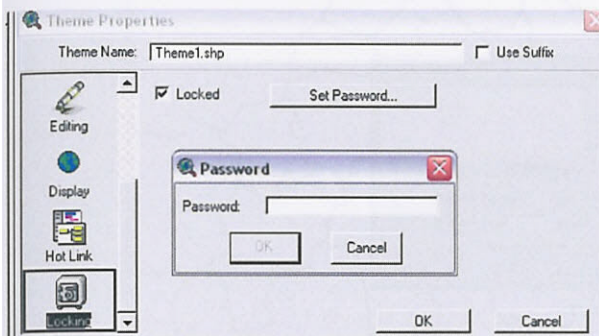 Theme Properties
Theme Name: Theme1.shp Use Suffix
Locked Set Password...
Editing
Password
Display
Password:
OK Cancel
Hot Link
Locking
OK Cancel